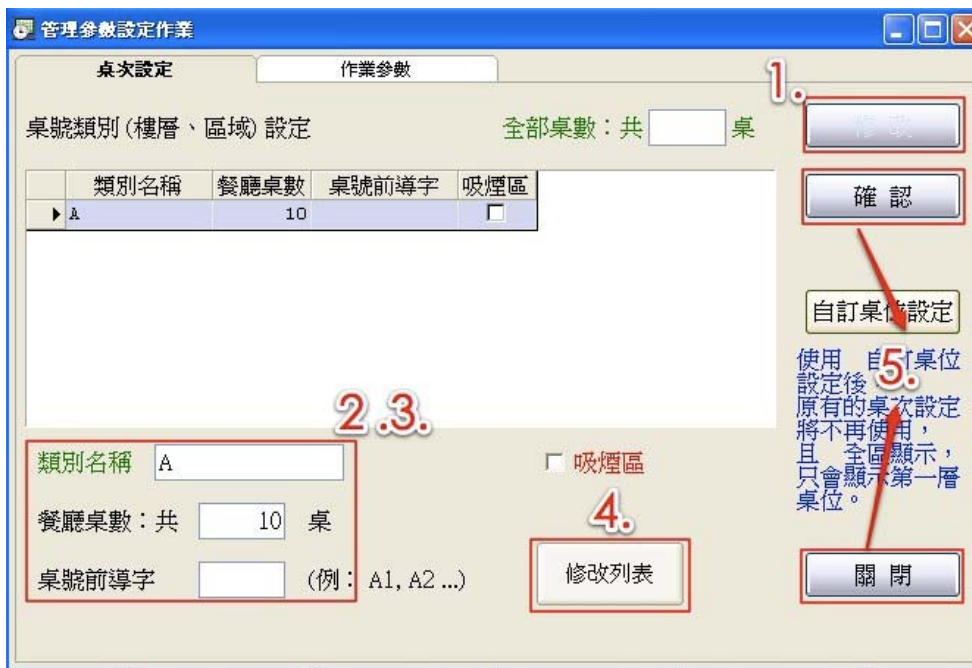 管理參數設定作業
桌次設定
作業參數
1.
桌號類別(樓層、區域)設定
全部桌數：共
桌
修 改
類別名稱
餐廳桌數
桌號前導字
吸煙區
A
10
確 認
自訂桌位設定
使用 自訂桌位
設定後
原有的桌次設定
將不再使用，
且 全區顯示，
只會顯示第一層
桌位。
5.
2.3.
類別名稱 A
吸煙區
餐廳桌數：共 10 桌
4.
桌號前導字 (例： A1, A2 ...)
修改列表
關 閉